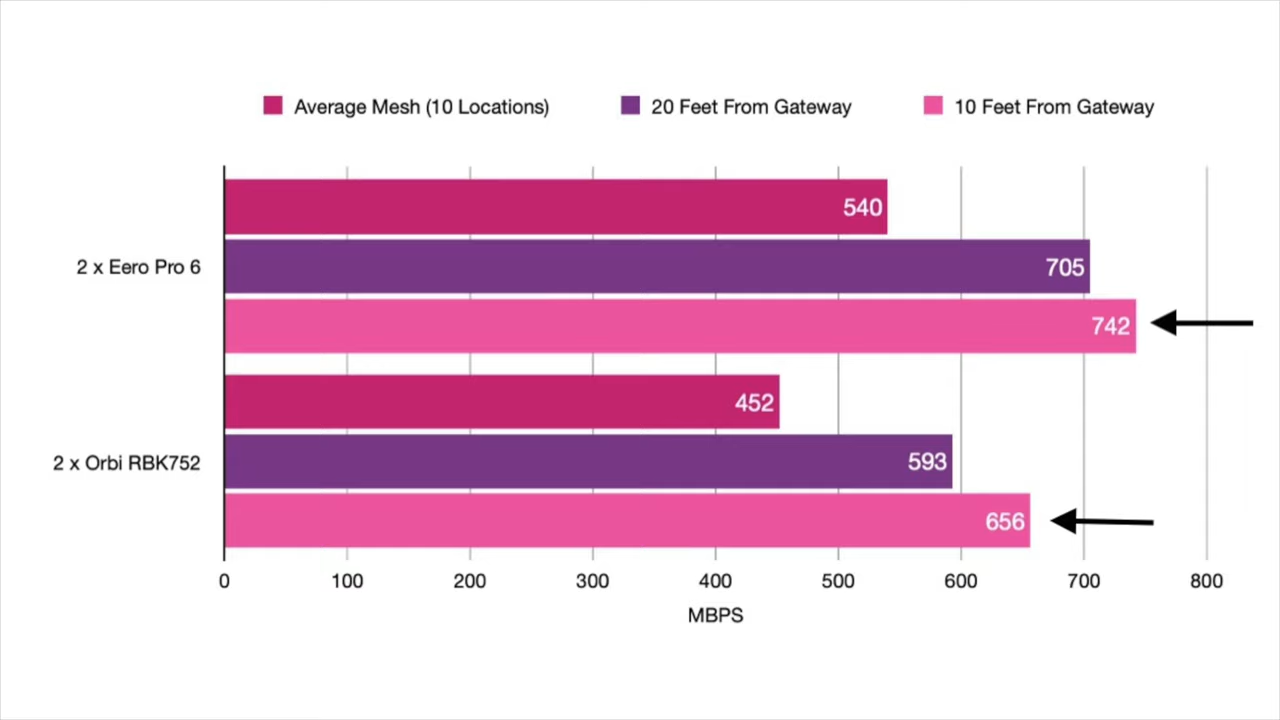 Average Mesh (10 Locations)
20 Feet From Gateway
10 Feet From Gateway
540
2 x Eero Pro 6
705
742
452
2 x Orbi RBK752
593
656
0 100 200 300 400 500 600 700 800
MBPS